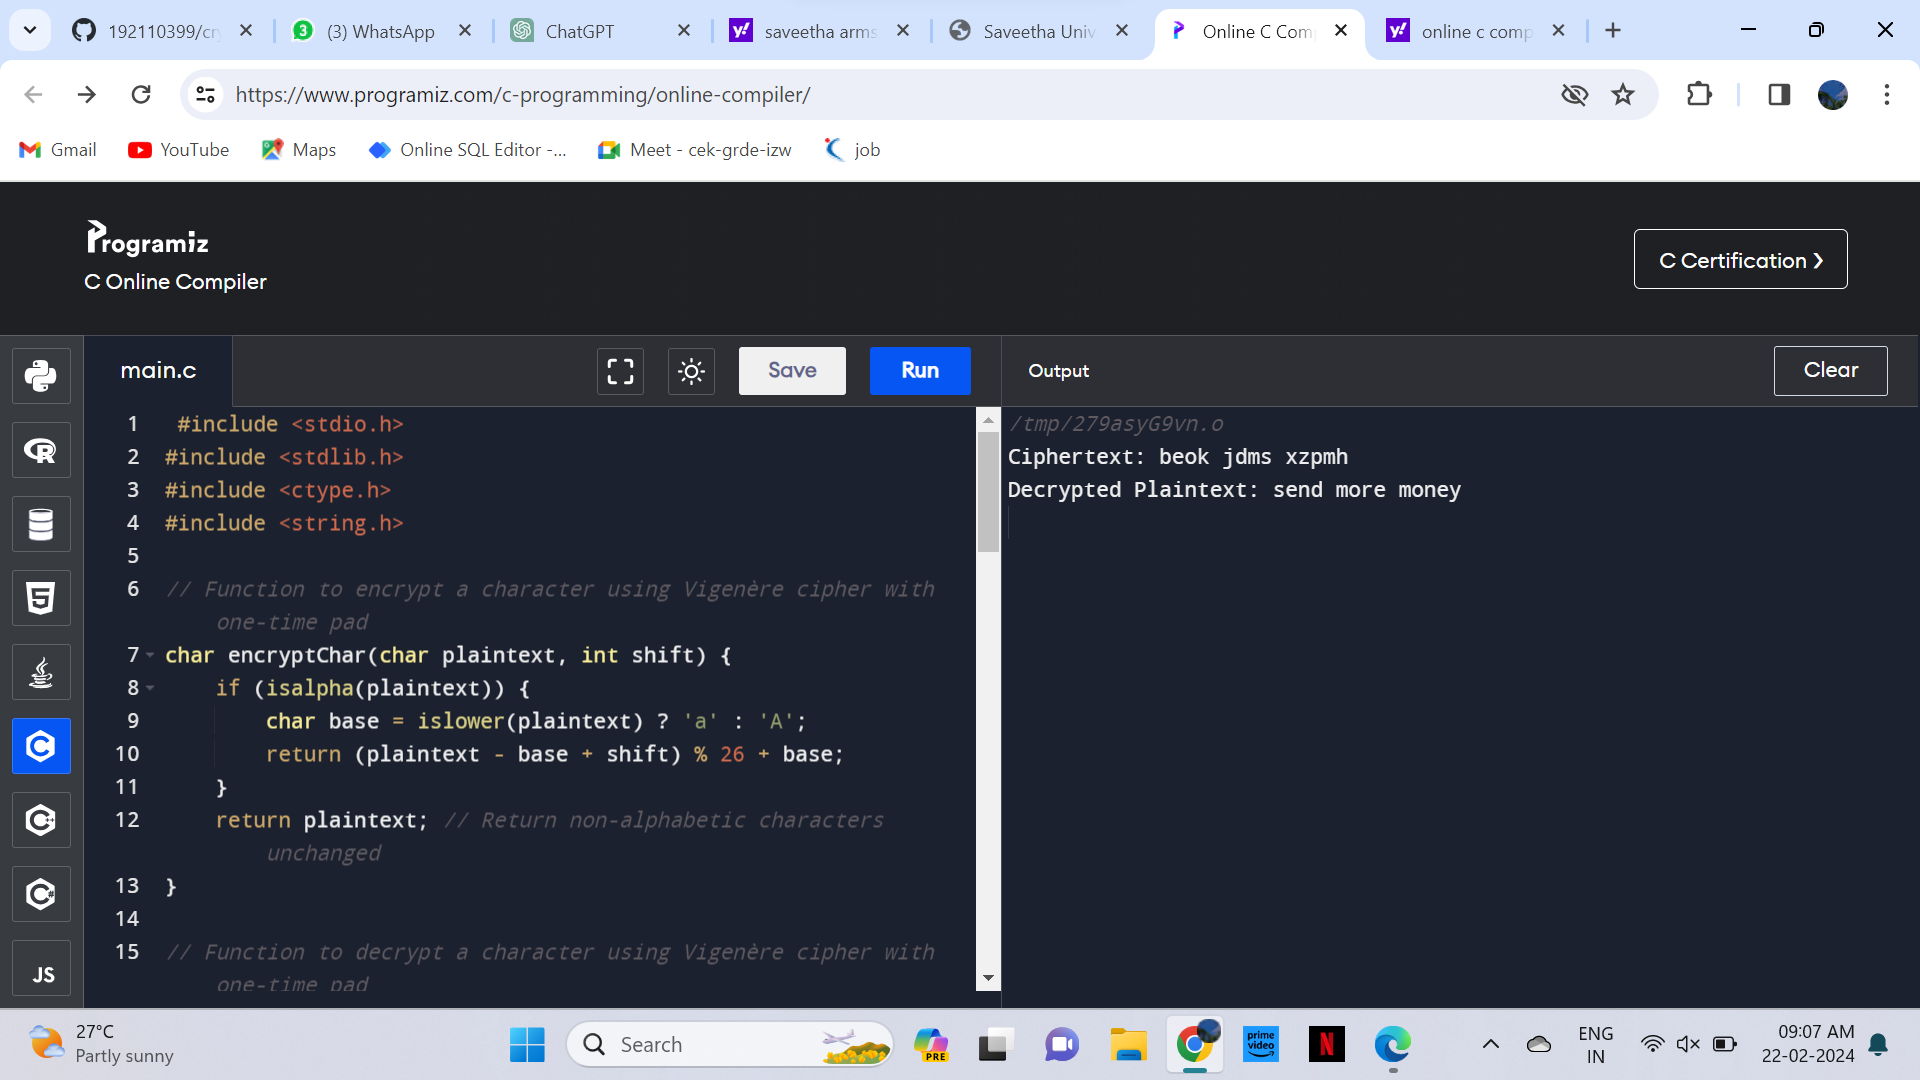 192110399/cry
3
(3) WhatsApp
ChatGPT
saveetha arms
Saveetha Univ
Online C Com
online c comp
https://www.programiz.com/c-programming/online-compiler/
Gmail
YouTube
Maps
Online SQL Editor -...
Meet - cek-grde-izw
job
Programiz
C Online Compiler
C Certification ❯
main.c
Save
Run
Output
Clear
1 #include <stdio.h>
2 #include <stdlib.h>
3 #include <ctype.h>
4 #include <string.h>
5
6 // Function to encrypt a character using Vigenère cipher with
one-time pad
7 char encryptChar(char plaintext, int shift) {
8 if (isalpha(plaintext)) {
9 char base = islower(plaintext) ? 'a' : 'A';
10 return (plaintext - base + shift) % 26 + base;
11 }
12 return plaintext; // Return non-alphabetic characters
unchanged
13 }
14
15 // Function to decrypt a character using Vigenère cipher with
one-time pad
/tmp/279asyG9vn.o
Ciphertext: beok jdms xzpmh
Decrypted Plaintext: send more money
JS
27°C
Partly sunny
Search
PRE
prime video
N
ENG
IN
09:07 AM
22-02-2024